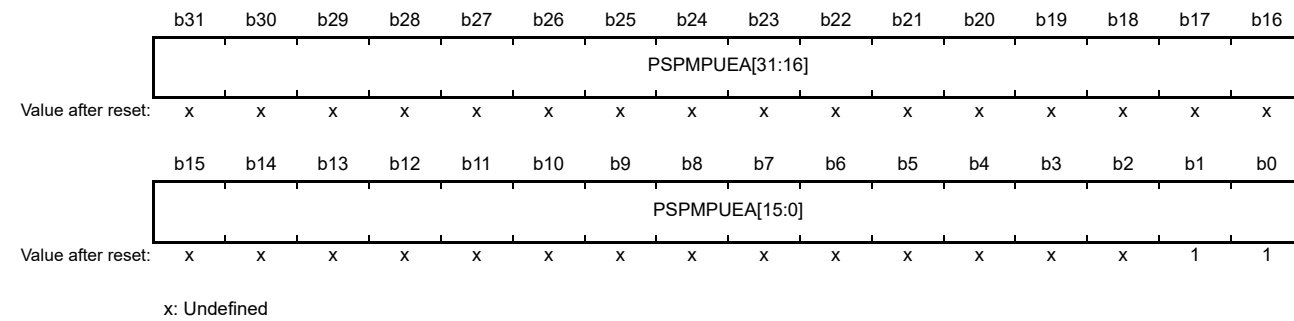 b31 b30 b29 b28 b27 b26 b25 b24 b23 b22 b21 b20 b19 b18 b17 b16
PSPMPUEA[31:16]
Value after reset: x x x x x x x x x x x x x x x x
b15 b14 b13 b12 b11 b10 b9 b8 b7 b6 b5 b4 b3 b2 b1 b0
PSPMPUEA[15:0]
Value after reset: x x x x x x x x x x x x x x 1 1
x: Undefined